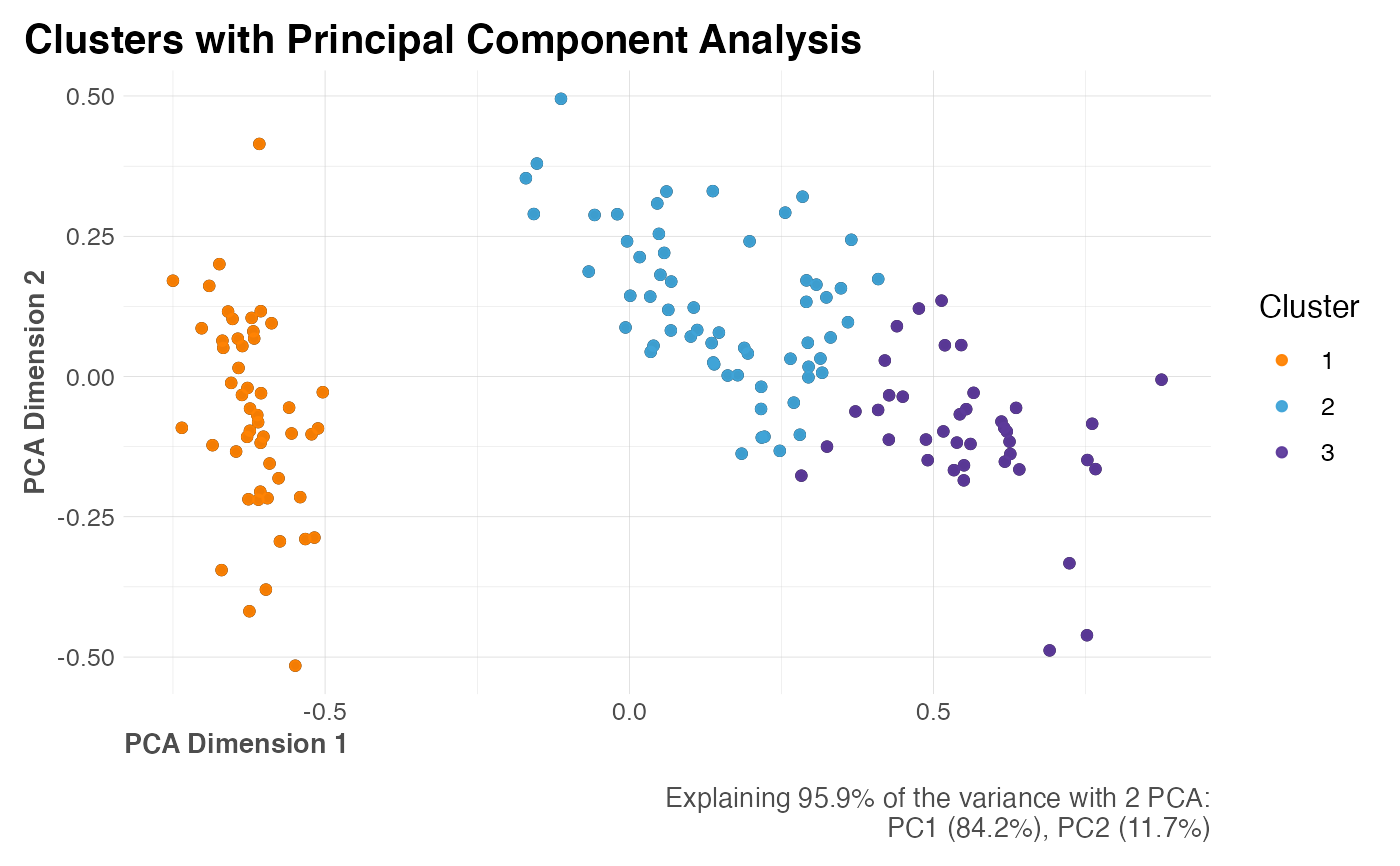 Clusters with Principal Component Analysis
PCA Dimension 2
0.50
0.25
0.00
-0.25
-0.50
-0.5
0.0
0.5
PCA Dimension 1
Cluster
1
2
3
Explaining 95.9% of the variance with 2 PCA:
PC1 (84.2%), PC2 (11.7%)